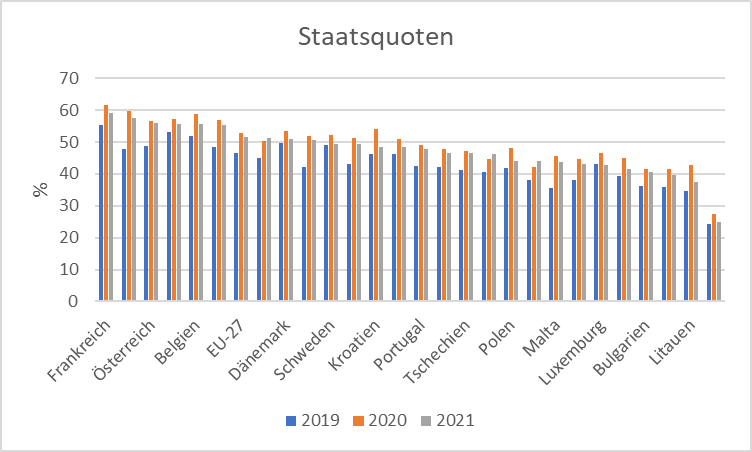 Staatsquoten
70
60
50
40
30
20
10
0
%
Frankreich
Österreich
Belgien
EU-27
Dänemark
Schweden
Kroatien
Portugal
Tschechien
Polen
Malta
Luxemburg
Bulgarien
Litauen
2019 2020 2021